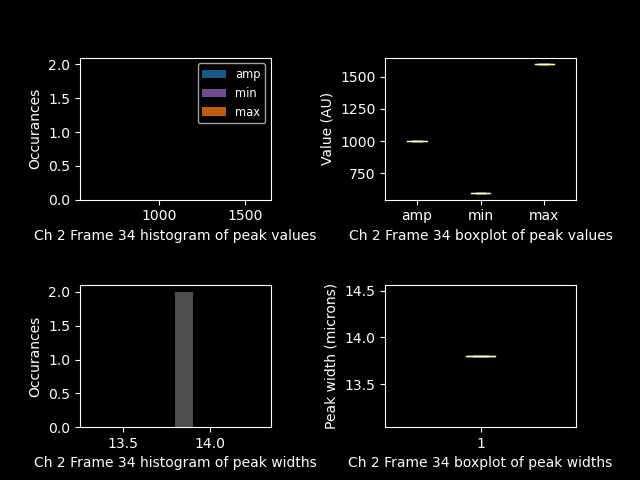 2.0
1.5
1.0
0.5
0.0
Occurances
amp
min
max
1000
1500
Ch 2 Frame 34 histogram of peak values
1500
1250
1000
750
Value (AU)
amp
min
max
Ch 2 Frame 34 boxplot of peak values
2.0
1.5
1.0
0.5
0.0
Occurances
13.5
14.0
Ch 2 Frame 34 histogram of peak widths
14.5
14.0
13.5
Peak width (microns)
1
Ch 2 Frame 34 boxplot of peak widths